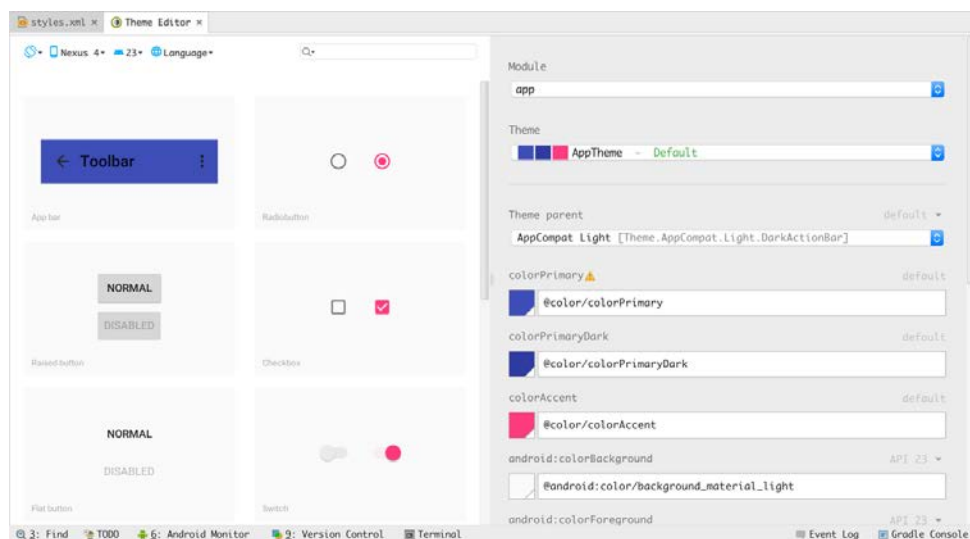 styles.xml × Theme Editor ×
Nexus 4 23 Language
Toolbar
App bar
Radiobutton
NORMAL
DISABLED
Raised button
Checkbox
NORMAL
DISABLED
Flat button
Switch
Module
app
Theme
AppTheme - Default
Theme parent default
AppCompat Light [Theme.AppCompat.Light.DarkActionBar]
colorPrimary default
@color/colorPrimary
colorPrimaryDark default
@color/colorPrimaryDark
colorAccent default
@color/colorAccent
android:colorBackground API 23
@android:color/background_material_light
android:colorForeground API 23
3: Find TODO 6: Android Monitor 9: Version Control Terminal Event Log Gradle Console